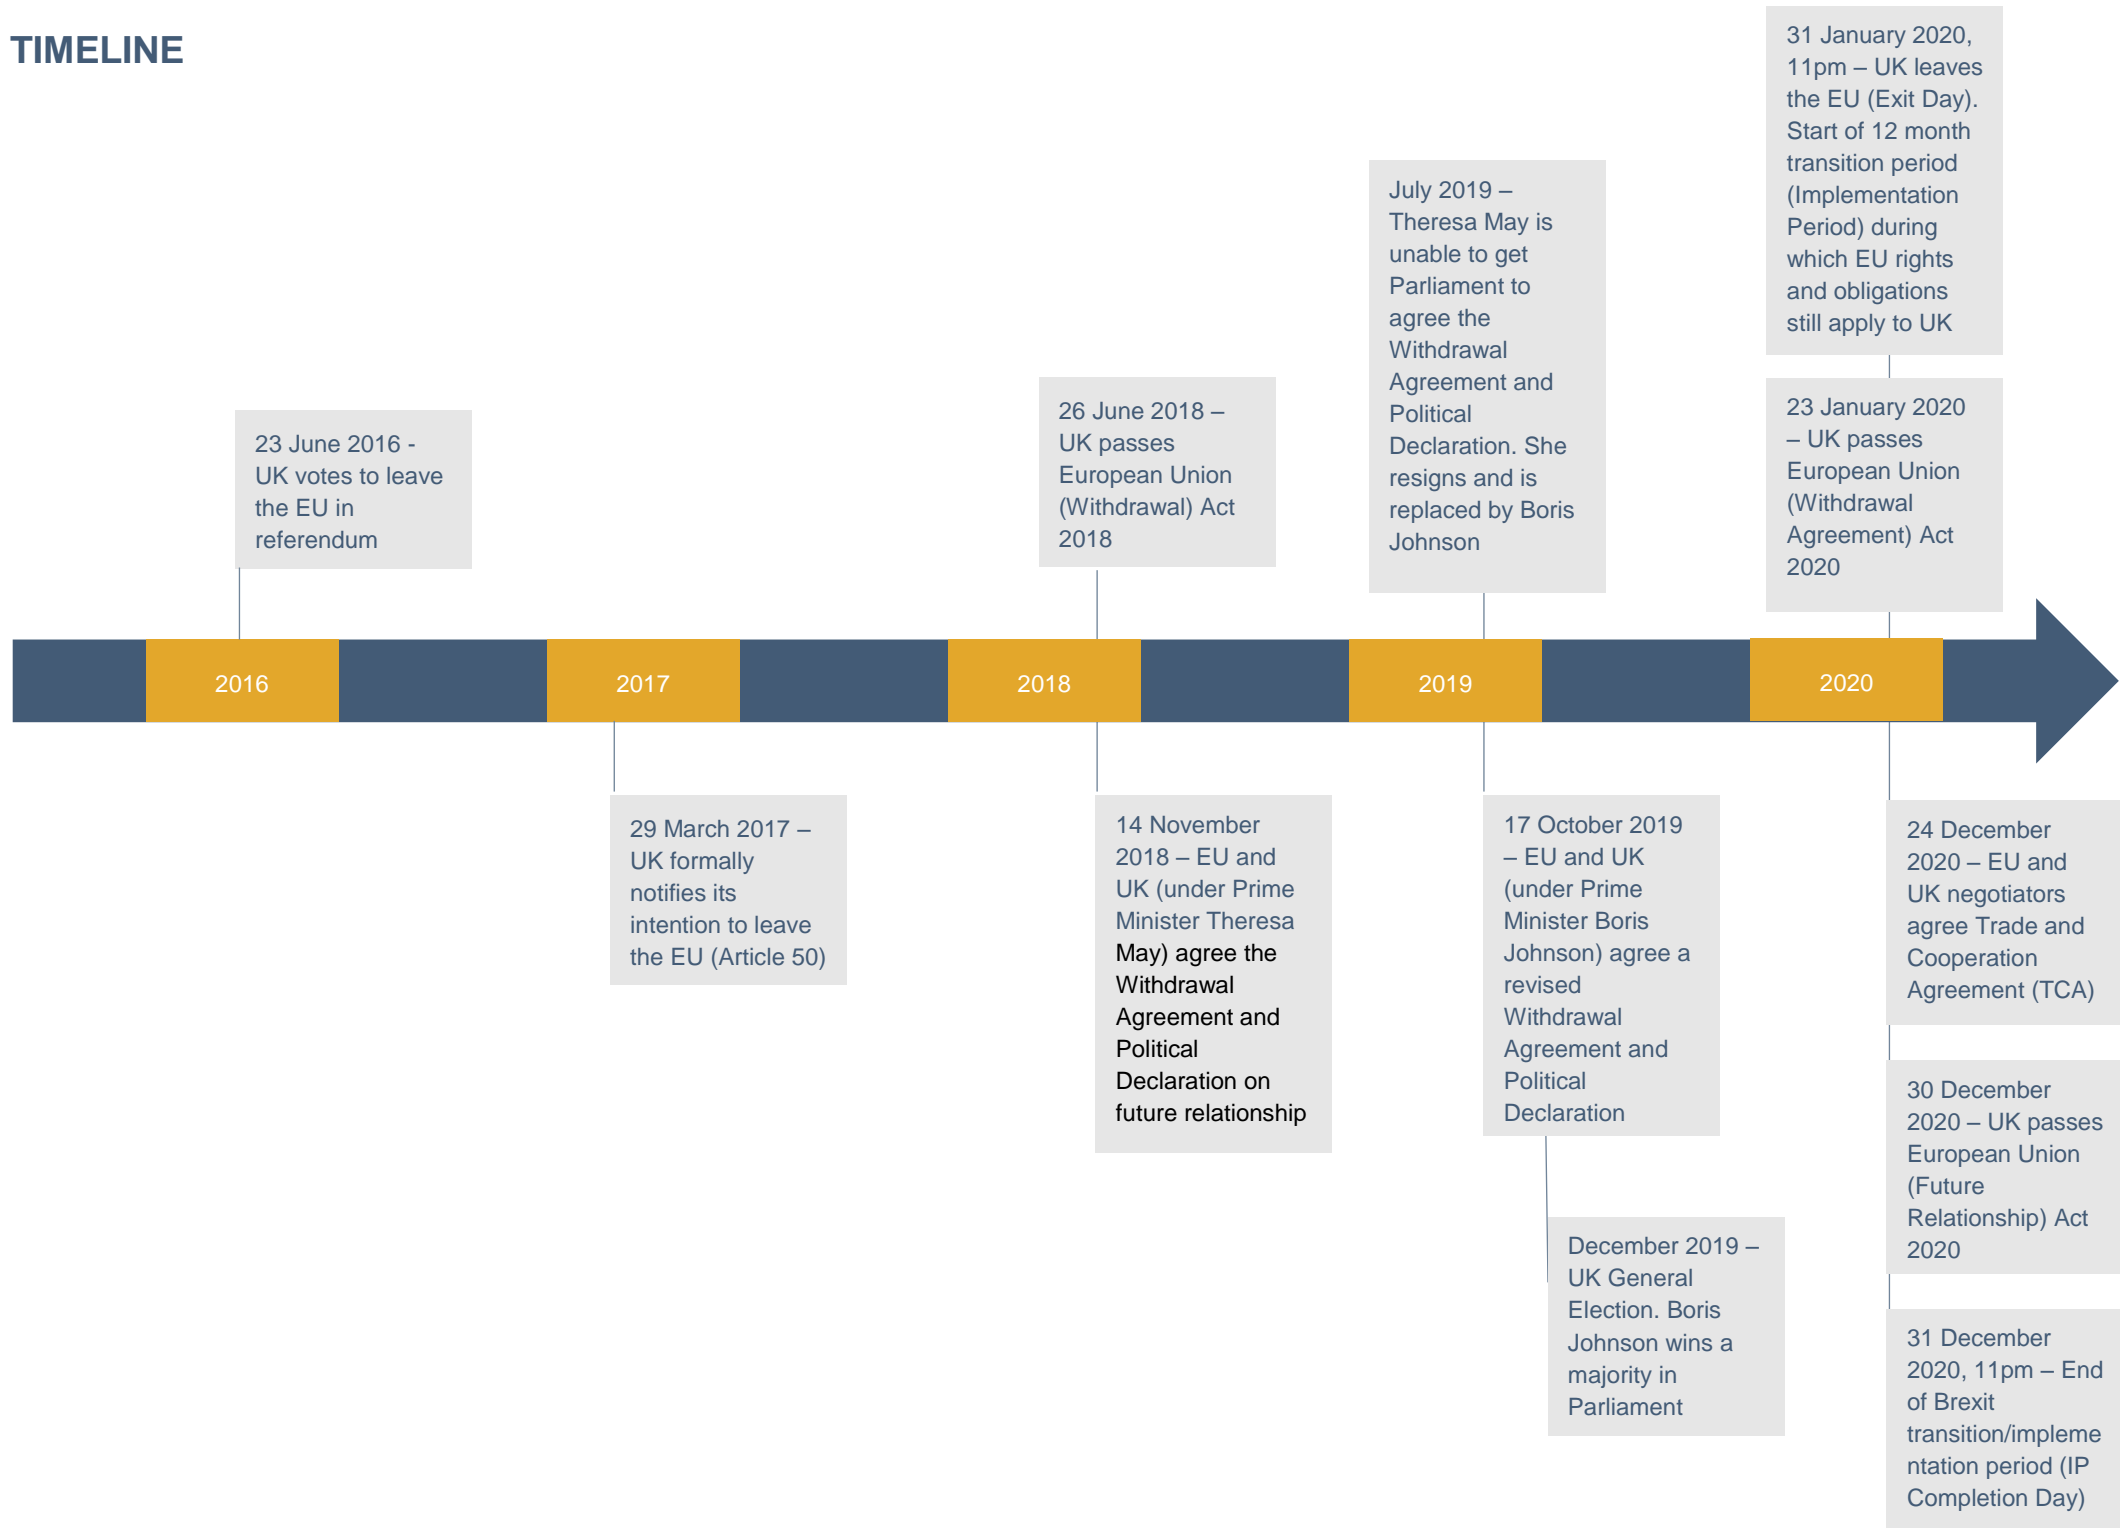 TIMELINE
31 January 2020,
11pm – UK leaves
the EU (Exit Day).
Start of 12 month
transition period
(Implementation
Period) during
which EU rights
and obligations
still apply to UK
July 2019 –
Theresa May is
unable to get
Parliament to
agree the
Withdrawal
Agreement and
Political
Declaration. She
resigns and is
replaced by Boris
Johnson
26 June 2018 –
UK passes
European Union
(Withdrawal) Act
2018
23 January 2020
– UK passes
European Union
(Withdrawal
Agreement) Act
2020
23 June 2016 -
UK votes to leave
the EU in
referendum
2016
2017
2018
2019
2020
29 March 2017 –
UK formally
notifies its
intention to leave
the EU (Article 50)
14 November
2018 – EU and
UK (under Prime
Minister Theresa
May) agree the
Withdrawal
Agreement and
Political
Declaration on
future relationship
17 October 2019
– EU and UK
(under Prime
Minister Boris
Johnson) agree a
revised
Withdrawal
Agreement and
Political
Declaration
December 2019 –
UK General
Election. Boris
Johnson wins a
majority in
Parliament
24 December
2020 – EU and
UK negotiators
agree Trade and
Cooperation
Agreement (TCA)
30 December
2020 – UK passes
European Union
(Future
Relationship) Act
2020
31 December
2020, 11pm – End
of Brexit
transition/impleme
ntation period (IP
Completion Day)